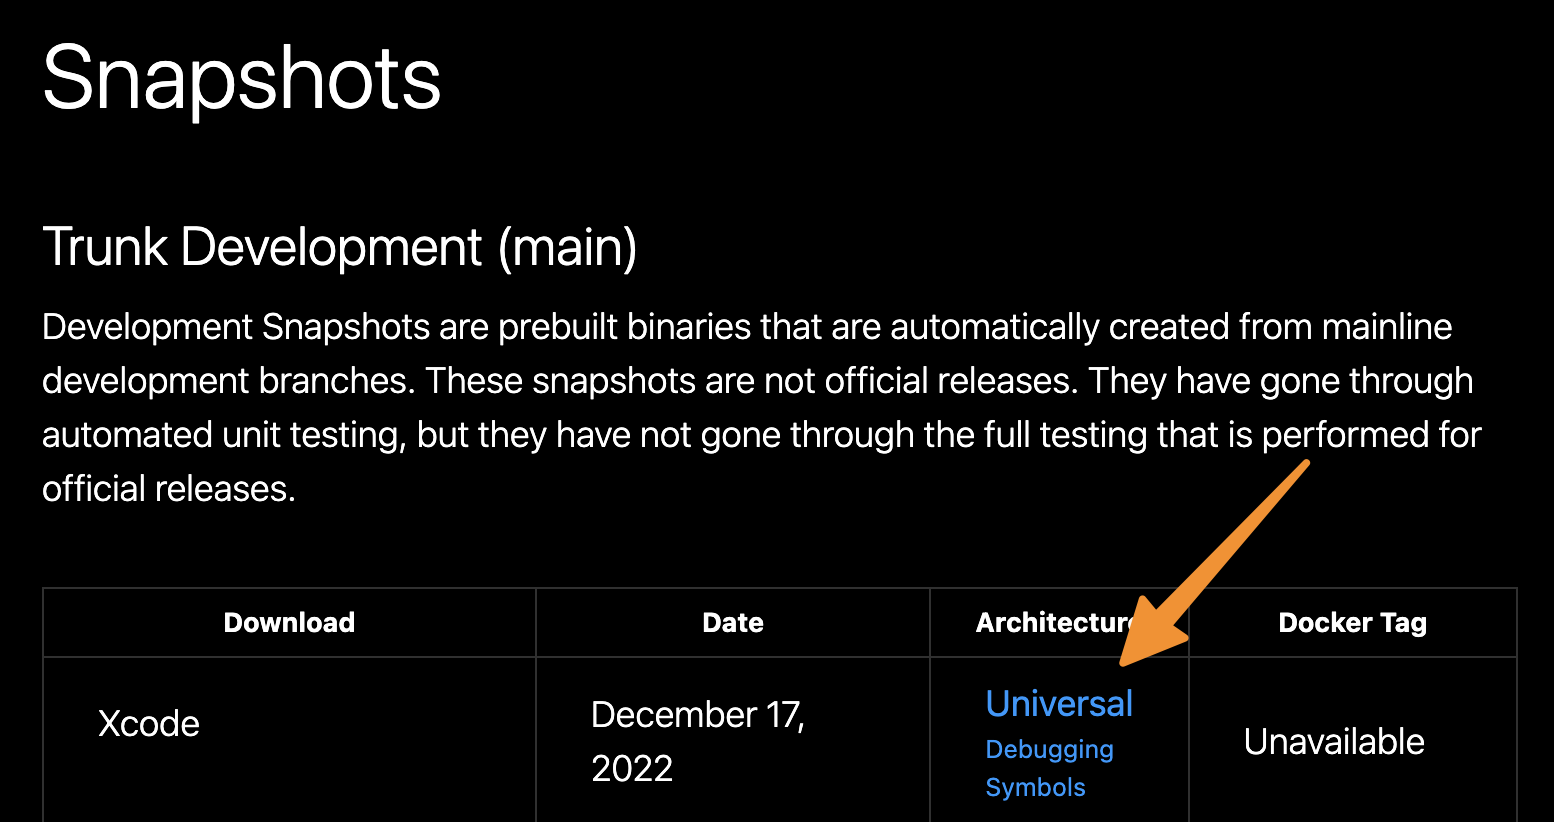 Snapshots
Trunk Development (main)
Development Snapshots are prebuilt binaries that are automatically created from mainline
development branches. These snapshots are not official releases. They have gone through
automated unit testing, but they have not gone through the full testing that is performed for
official releases.
Download Date Architecture Docker Tag
Xcode
December 17,
2022
Universal
Debugging
Symbols
Unavailable